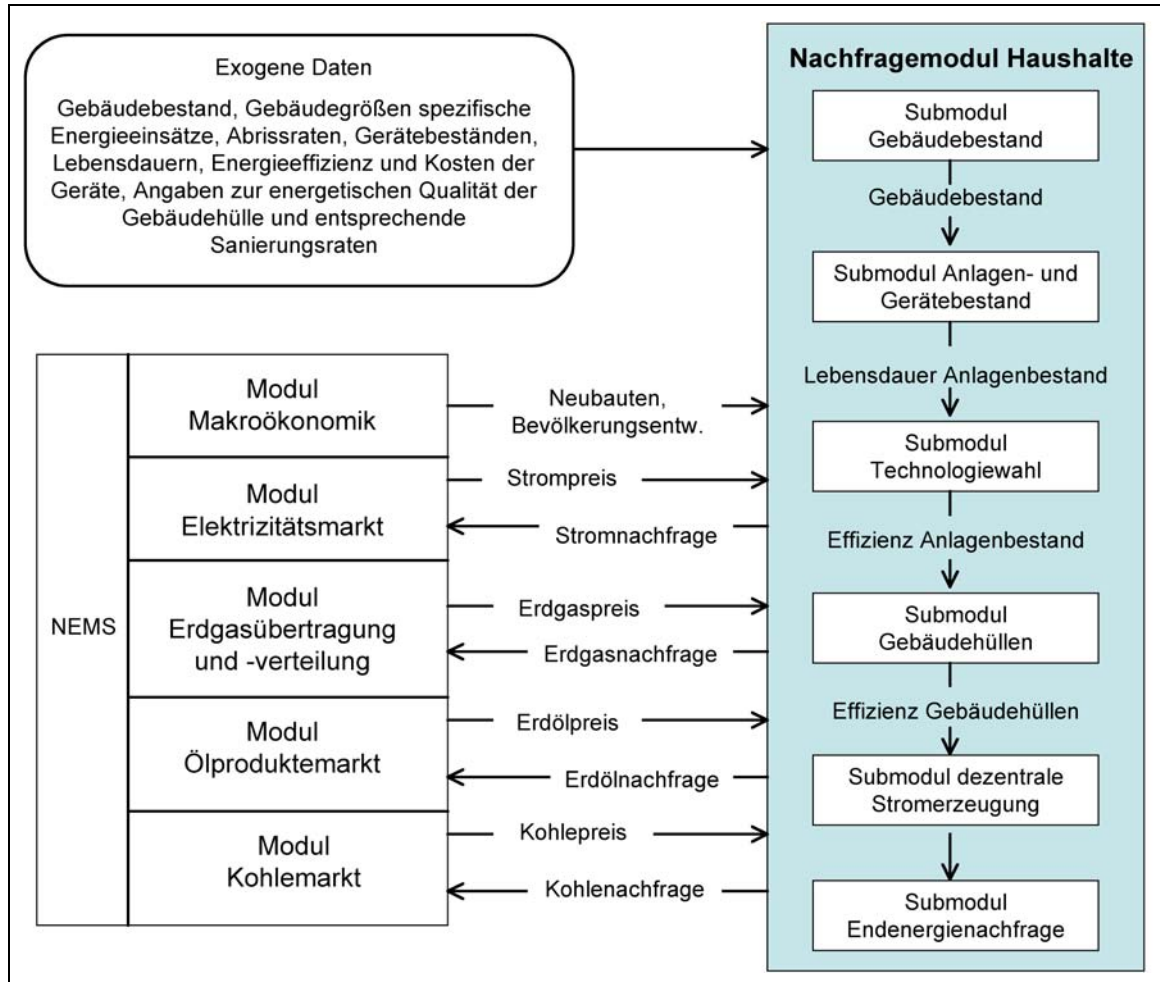 Exogene Daten
Gebäudebestand, Gebäudegrößen spezifische
Energieeinsätze, Abrissraten, Gerätebeständen,
Lebensdauern, Energieeffizienz und Kosten der
Geräte, Angaben zur energetischen Qualität der
Gebäudehülle und entsprechende
Sanierungsraten
NEMS
Modul
Makroökonomik
Modul
Elektrizitätsmarkt
Modul
Erdgasübertragung
und -verteilung
Modul
Ölproduktemarkt
Modul
Kohlemarkt
Neubauten,
Bevölkerungsentw.
Strompreis
Stromnachfrage
Erdgaspreis
Erdgasnachfrage
Erdölpreis
Erdölnachfrage
Kohlepreis
Kohlenachfrage
Nachfragemodul Haushalte
Submodul
Gebäudebestand
Gebäudebestand
Submodul Anlagen- und
Gerätebestand
Lebensdauer Anlagenbestand
Submodul
Technologiewahl
Effizienz Anlagenbestand
Submodul
Gebäudehüllen
Effizienz Gebäudehüllen
Submodul dezentrale
Stromerzeugung
Submodul
Endenergienachfrage